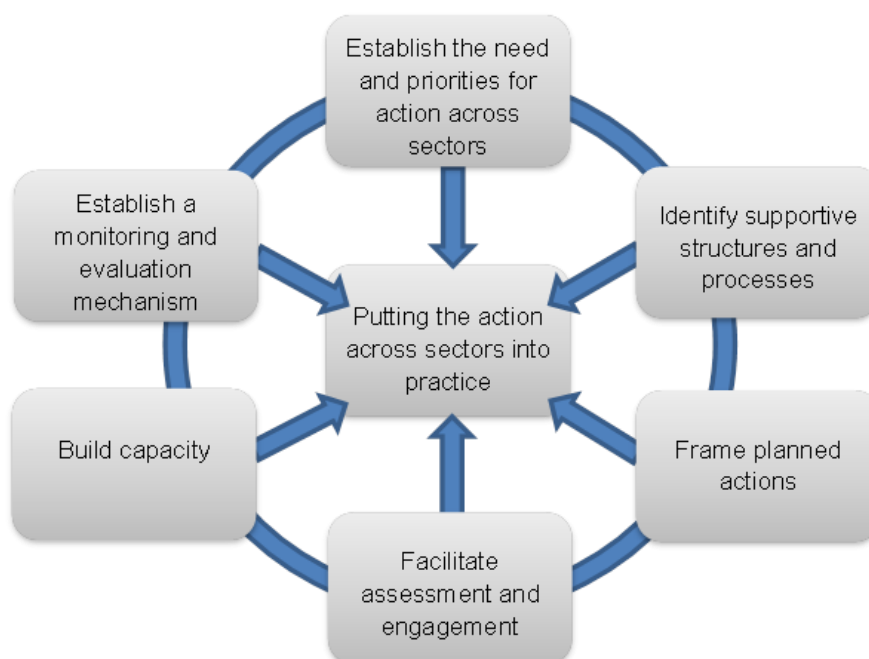 Establish the need
and priorities for
action across
sectors
Identify supportive
structures and
processes
Frame planned
actions
Facilitate
assessment and
engagement
Build capacity
Establish a
monitoring and
evaluation
mechanism
Putting the action
across sectors into
practice